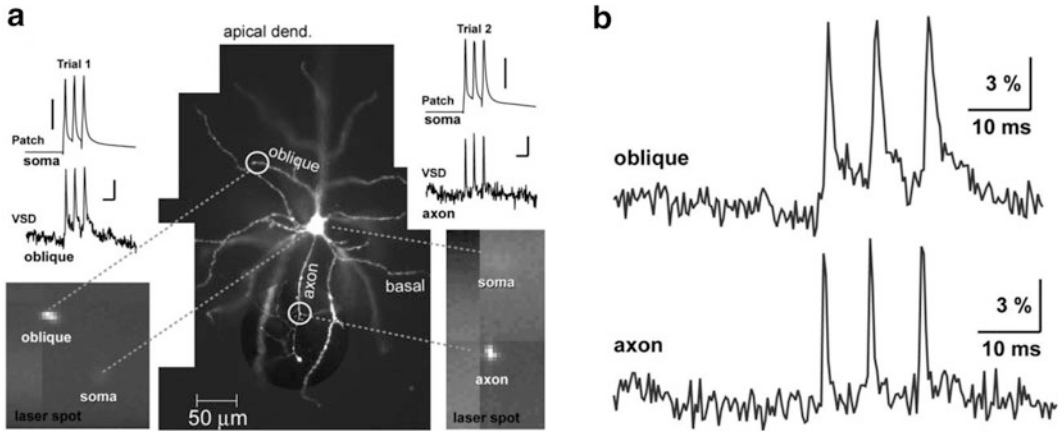 a
apical dend.
Trial 1
Patch
soma
VSD
oblique
oblique
soma
laser spot
oblique
axon
basal
50 μm
Trial 2
Patch
soma
VSD
axon
soma
axon
laser spot
b
oblique
3 %
10 ms
axon
3 %
10 ms